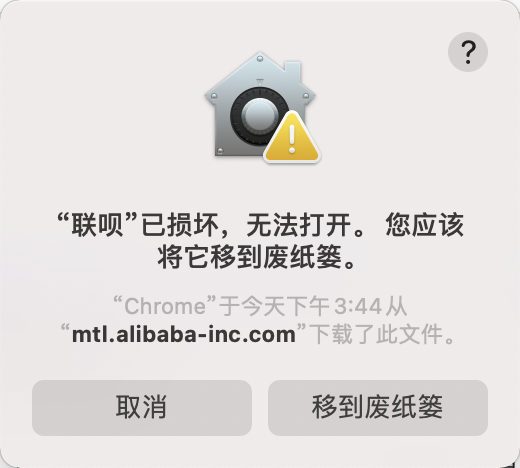 ?
“联呗”已损坏，无法打开。 您应该
将它移到废纸篓。
“Chrome”于今天下午 3:44 从
“mtl.alibaba-inc.com”下载了此文件。
取消
移到废纸篓